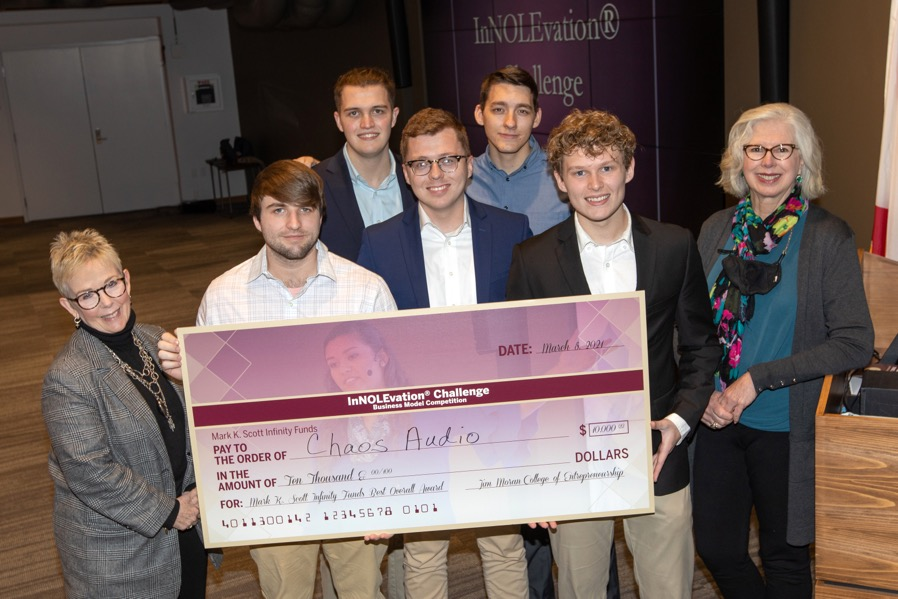 InNOLEvation®
Challenge
DATE: March 8, 2021
InNOLEvation® Challenge
Business Model Competition
Mark K. Scott Infinity Funds
PAY TO
THE ORDER OF Chaos Audio $ 10,000.00
IN THE
AMOUNT OF Ten Thousand & 00/100 DOLLARS
FOR: Mark K. Scott Infinity Funds Best Overall Award Jim Moran College of Entrepreneurship
4011300142 12345678 0101